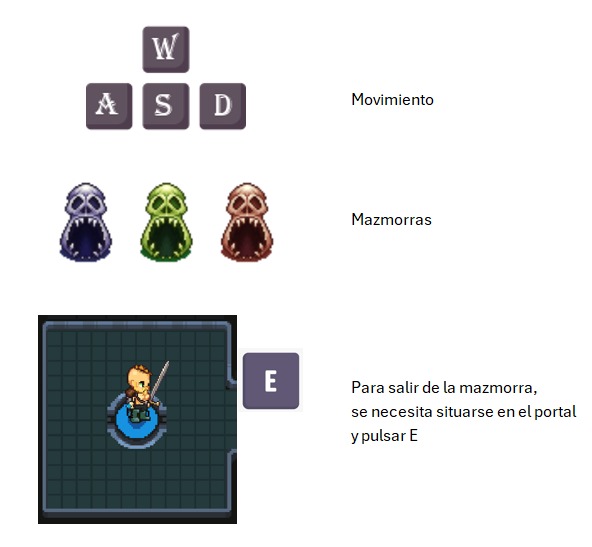 W
A S D
Movimiento
Mazmorras
E
Para salir de la mazmorra,
se necesita situarse en el portal
y pulsar E